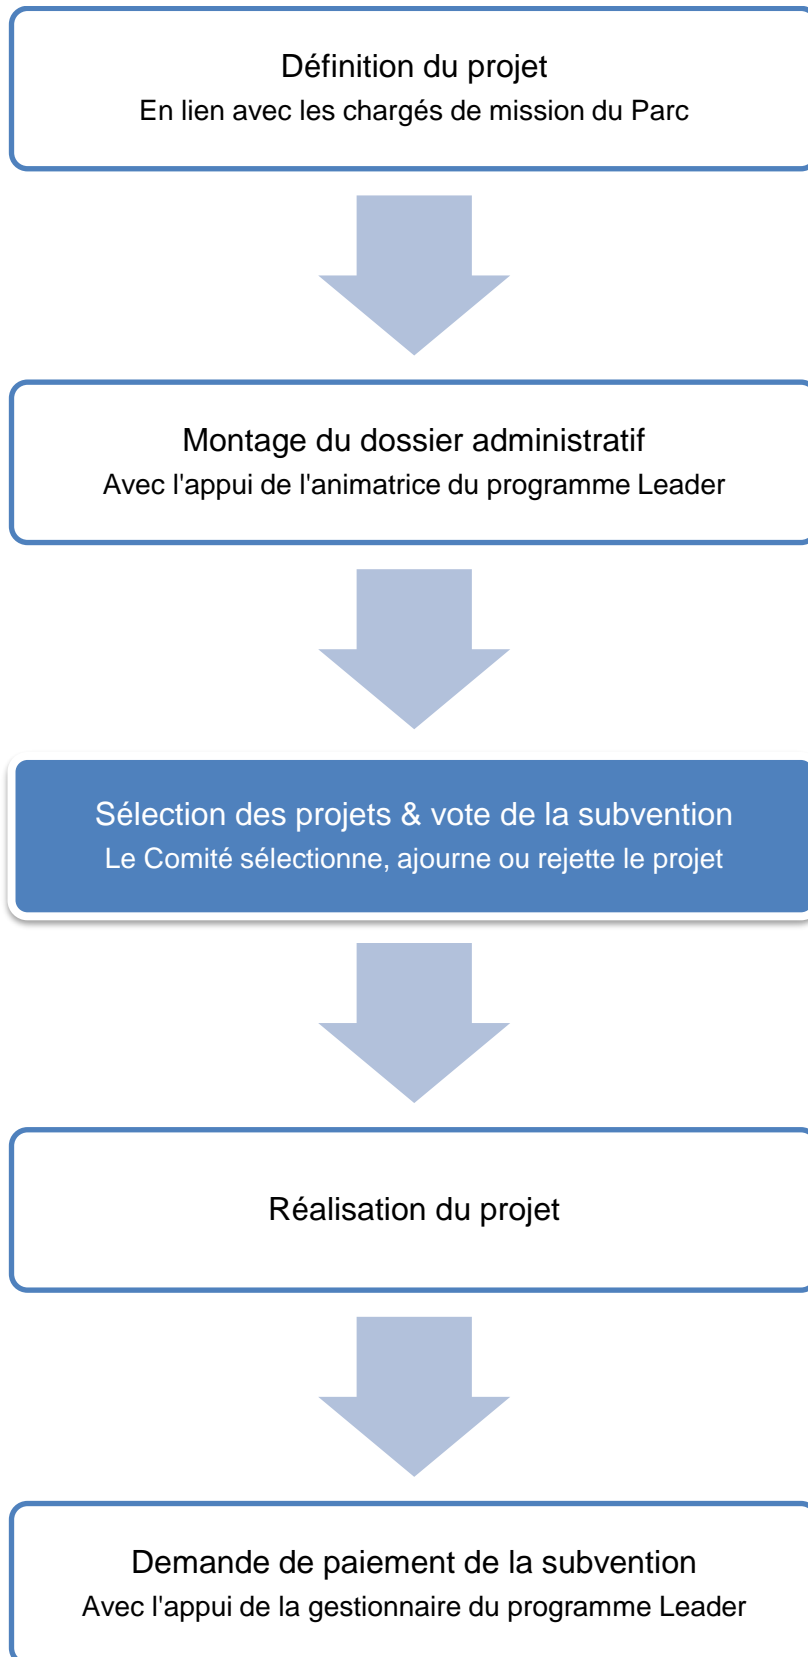 Définition du projet
En lien avec les chargés de mission du Parc
Montage du dossier administratif
Avec l'appui de l'animatrice du programme Leader
Sélection des projets & vote de la subvention
Le Comité sélectionne, ajourne ou rejette le projet
Réalisation du projet
Demande de paiement de la subvention
Avec l'appui de la gestionnaire du programme Leader